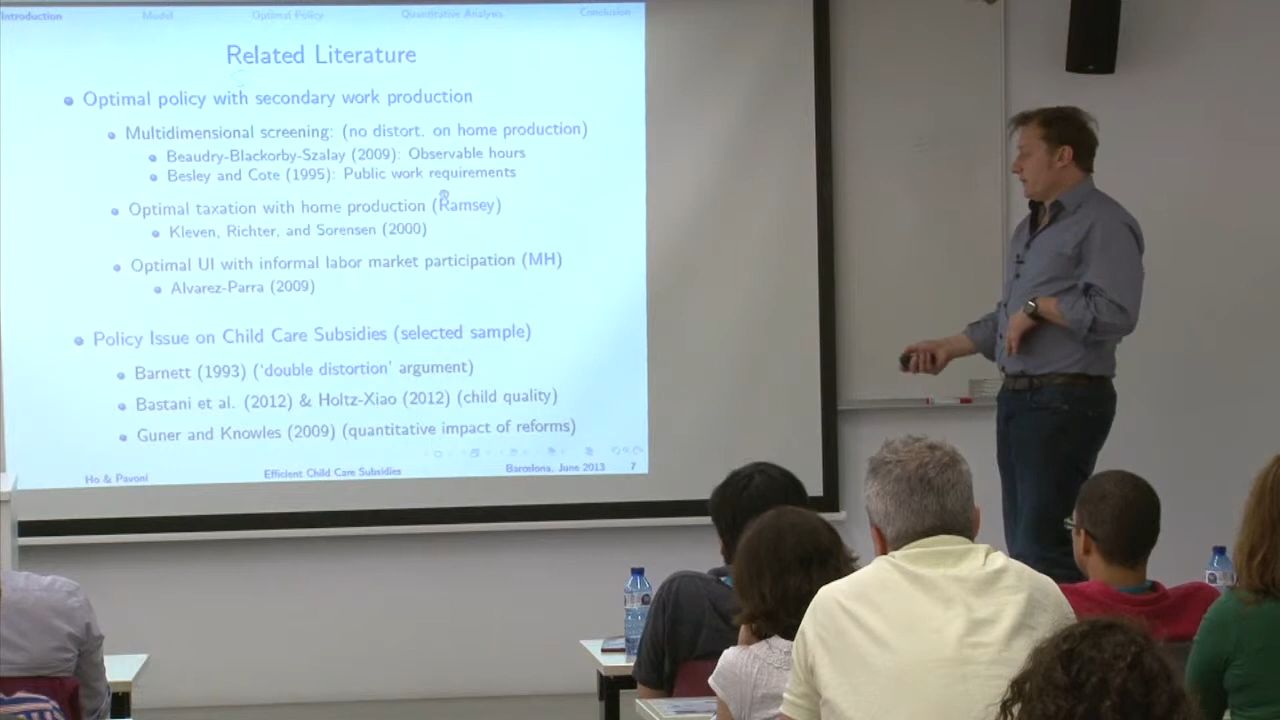 Introduction Model Optimal Policy Quantitative Analysis Conclusion
Related Literature
Optimal policy with secondary work production
Multidimensional screening: (no distort. on home production)
Beaudry-Blackorby-Szalay (2009): Observable hours
Besley and Cote (1995): Public work requirements
Optimal taxation with home production (Ramsey)
Kleven, Richter, and Sorensen (2000)
Optimal UI with informal labor market participation (MH)
Alvarez-Parra (2009)
Policy Issue on Child Care Subsidies (selected sample)
Barnett (1993) ('double distortion' argument)
Bastani et al. (2012) & Holtz-Xiao (2012) (child quality)
Guner and Knowles (2009) (quantitative impact of reforms)
Ho & Pavoni Efficient Child Care Subsidies Barcelona, June 2013 7